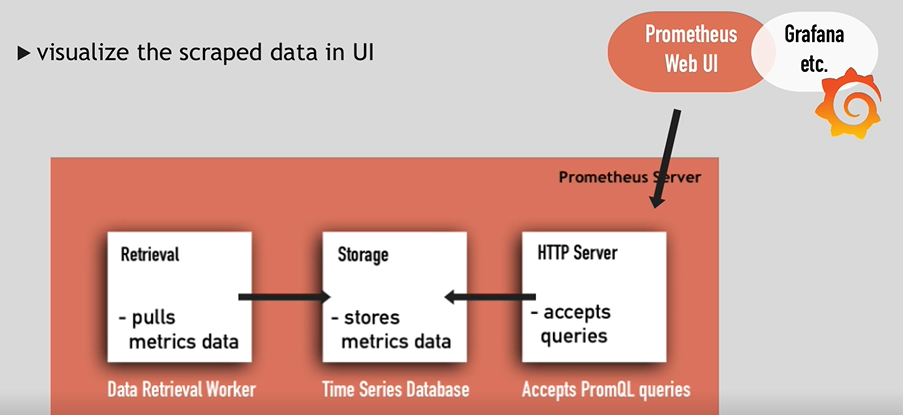 ▶ visualize the scraped data in UI
Prometheus
Web UI
Grafana
etc.
Prometheus Server
Retrieval
- pulls
metrics data
Data Retrieval Worker
Storage
- stores
metrics data
Time Series Database
HTTP Server
- accepts
queries
Accepts PromQL queries